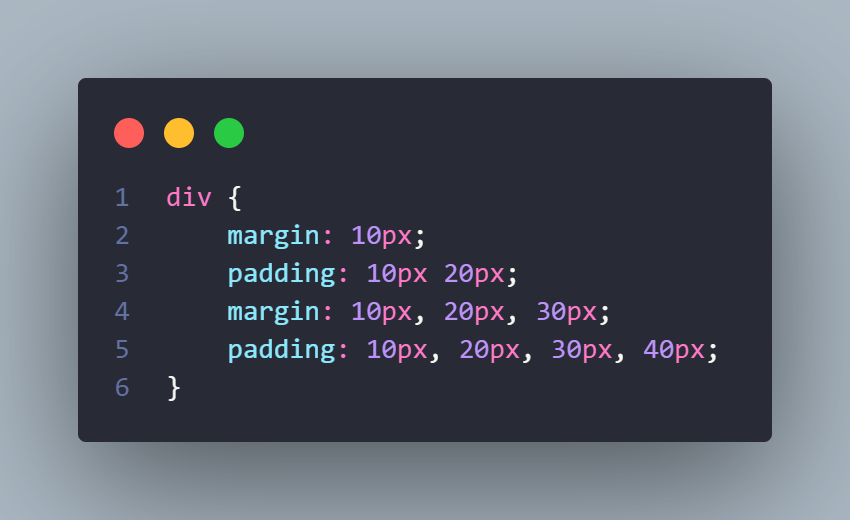 1 div {
2 margin: 10px;
3 padding: 10px 20px;
4 margin: 10px, 20px, 30px;
5 padding: 10px, 20px, 30px, 40px;
6 }